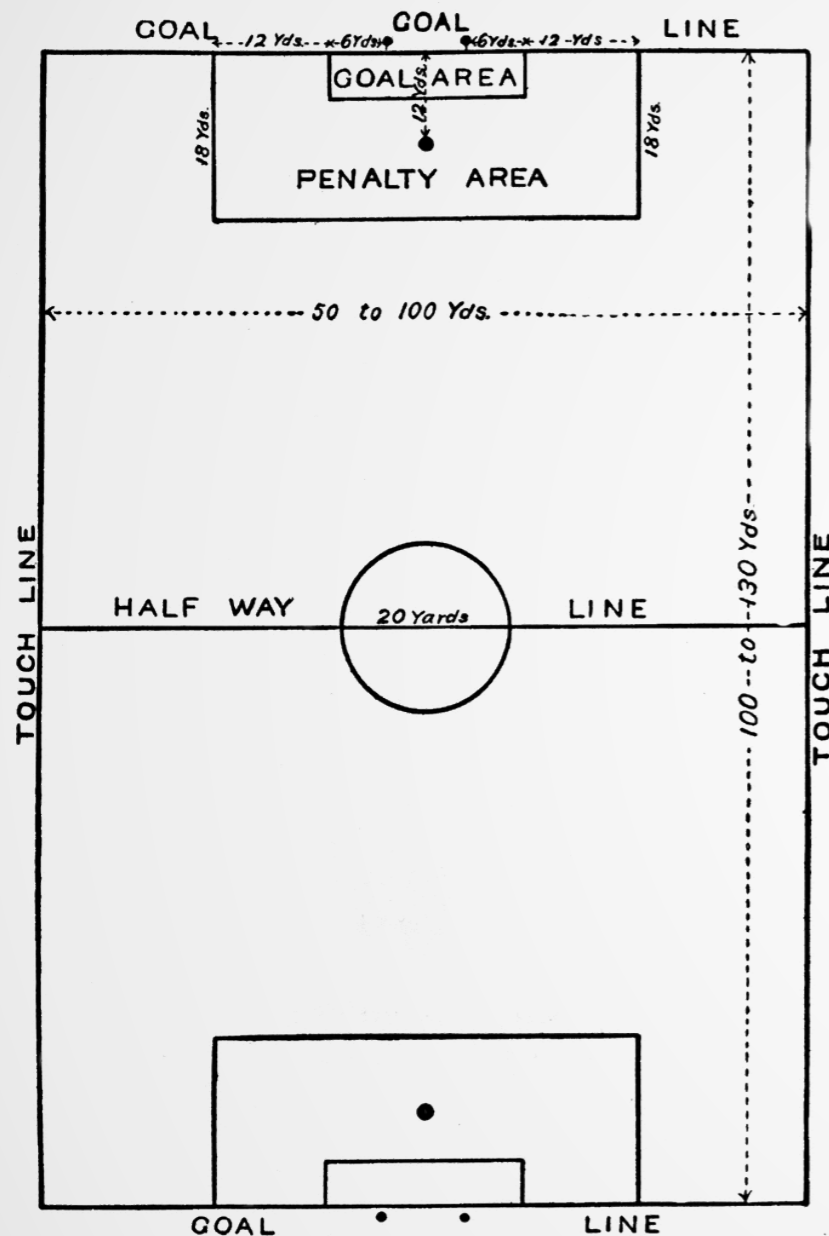 GOAL GOAL LINE
12 Yds. 6 Yds. 6 Yds. 12 Yds
GOAL AREA
12 Yds.
18 Yds.
18 Yds.
PENALTY AREA
50 to 100 Yds.
100 to 130 Yds.
TOUCH LINE
TOUCH LINE
HALF WAY LINE
20 Yards
GOAL LINE